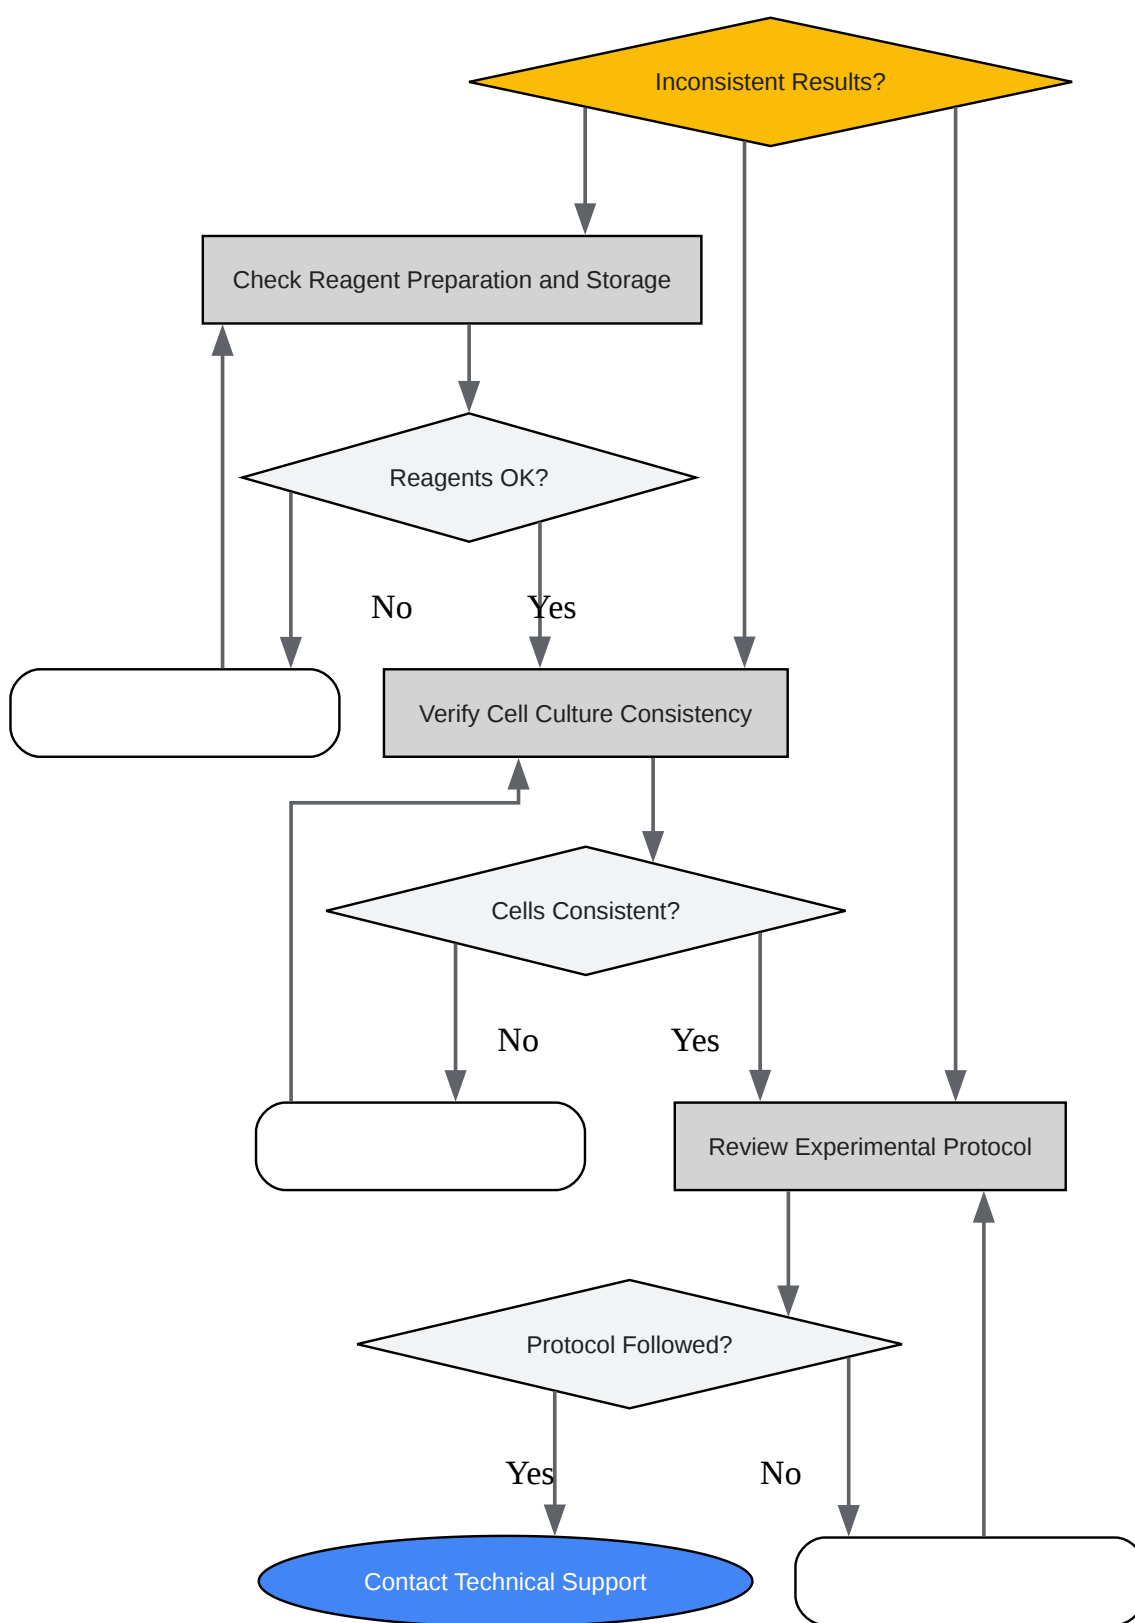 Inconsistent Results?
Check Reagent Preparation and Storage
Reagents OK?
No
Yes
Verify Cell Culture Consistency
Cells Consistent?
No
Yes
Review Experimental Protocol
Protocol Followed?
Yes
No
Contact Technical Support